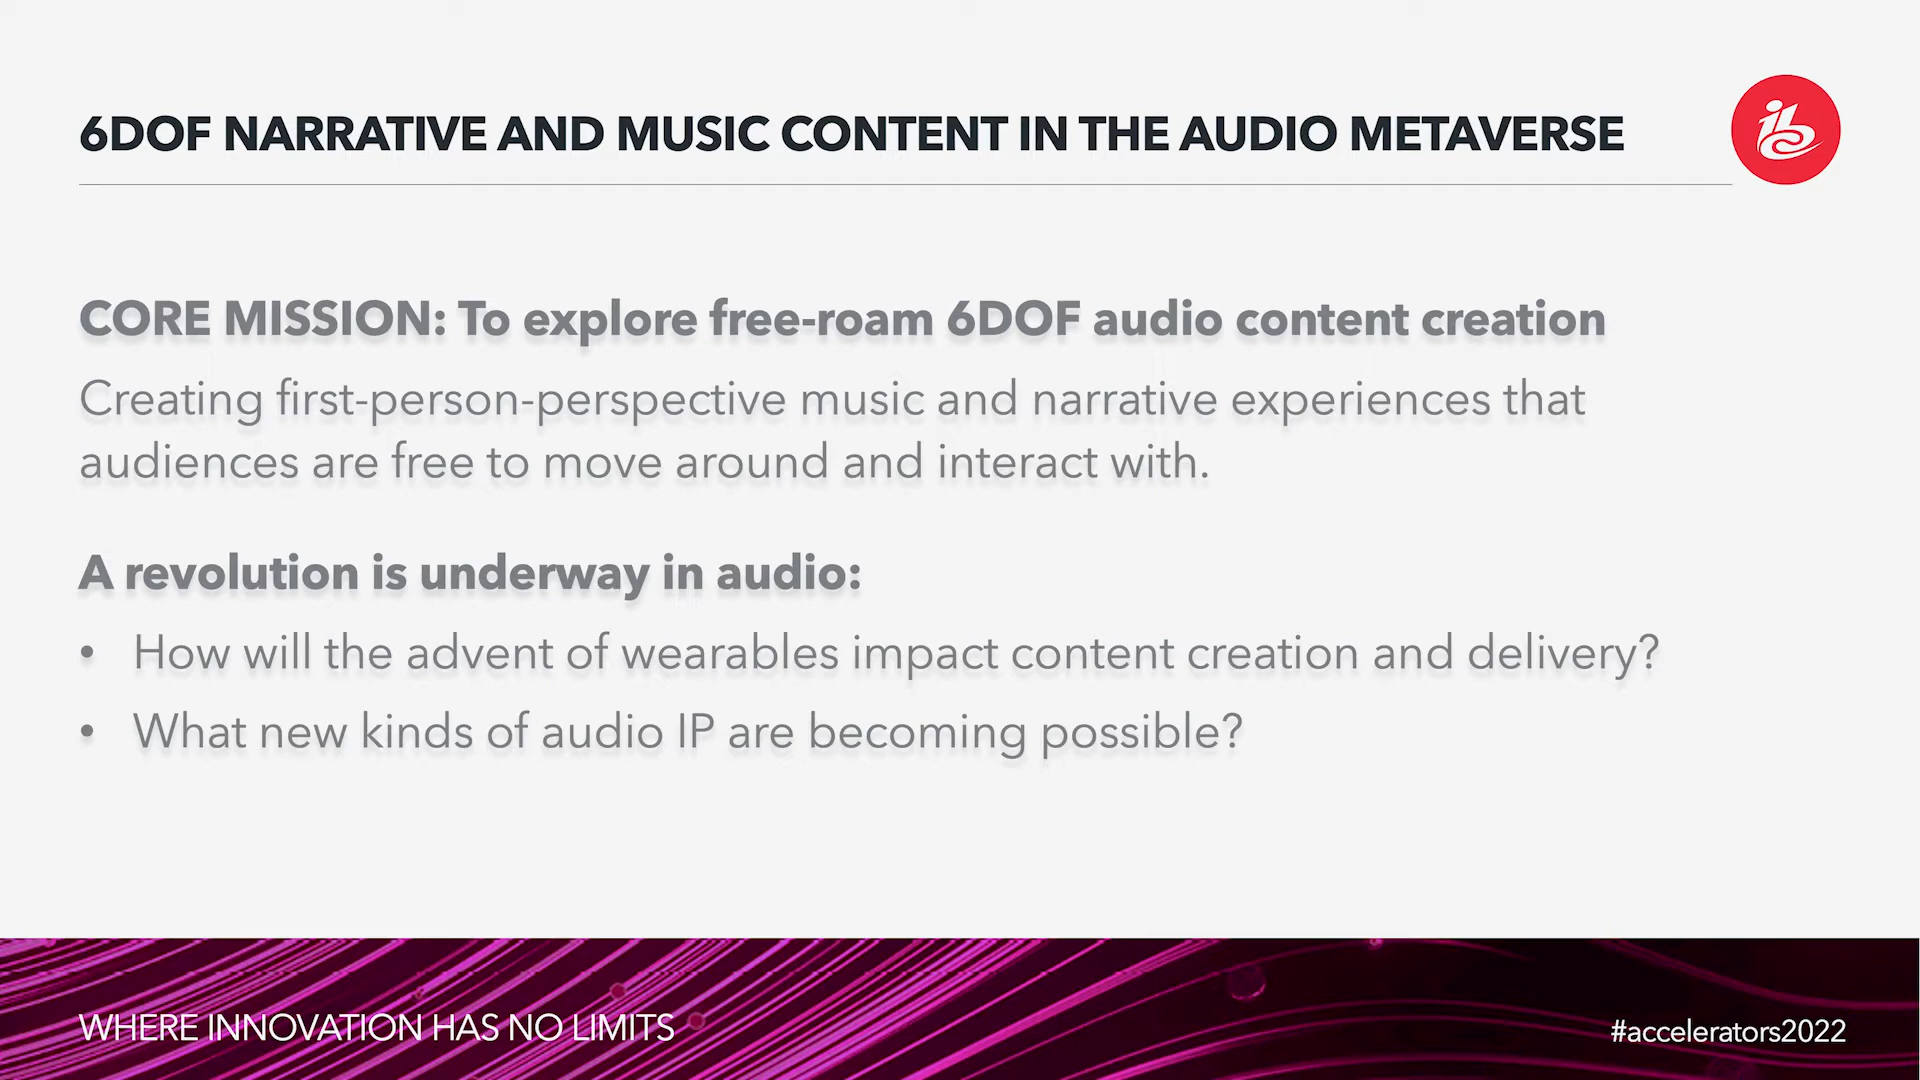 6DOF NARRATIVE AND MUSIC CONTENT IN THE AUDIO METAVERSE
ib
CORE MISSION: To explore free-roam 6DOF audio content creation
Creating first-person-perspective music and narrative experiences that
audiences are free to move around and interact with.
A revolution is underway in audio:
• How will the advent of wearables impact content creation and delivery?
• What new kinds of audio IP are becoming possible?
WHERE INNOVATION HAS NO LIMITS
#accelerators2022